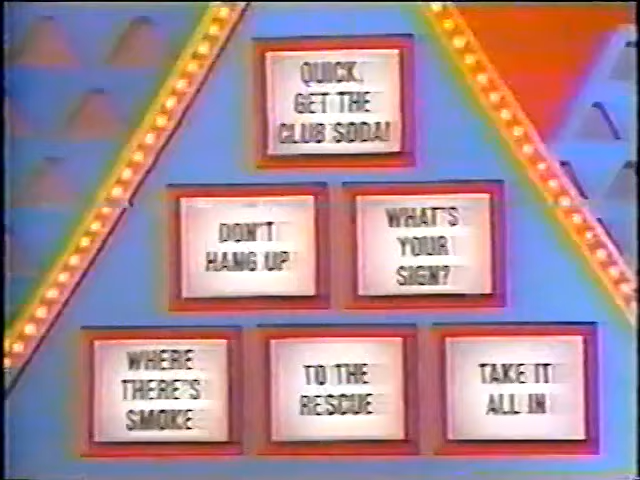 QUICK,
GET THE
CLUB SODA!
DON'T
HANG UP
WHAT'S
YOUR
SIGN?
WHERE
THERE'S
SMOKE
TO THE
RESCUE
TAKE IT
ALL IN